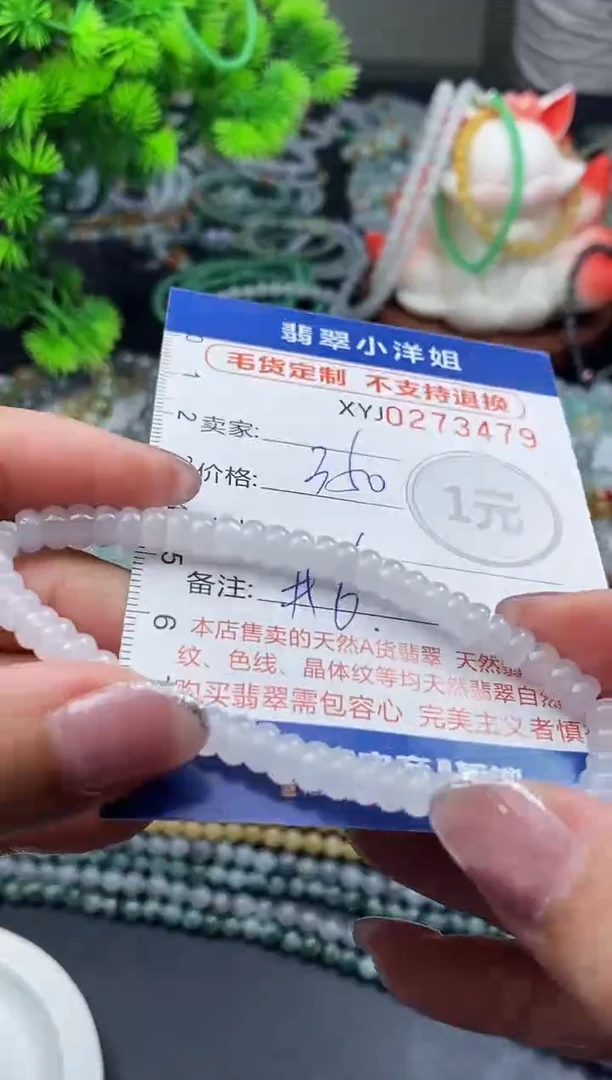 翡翠小洋姐
毛货定制 不支持退换
XYJ0273479
卖家:
价格: 350
1元
备注: #6.
本店售卖的天然A货翡翠 天然
纹、色线、晶体纹等均天然翡翠自然
购买翡翠需包容心 完美主义者慎
0
1
2
5
6